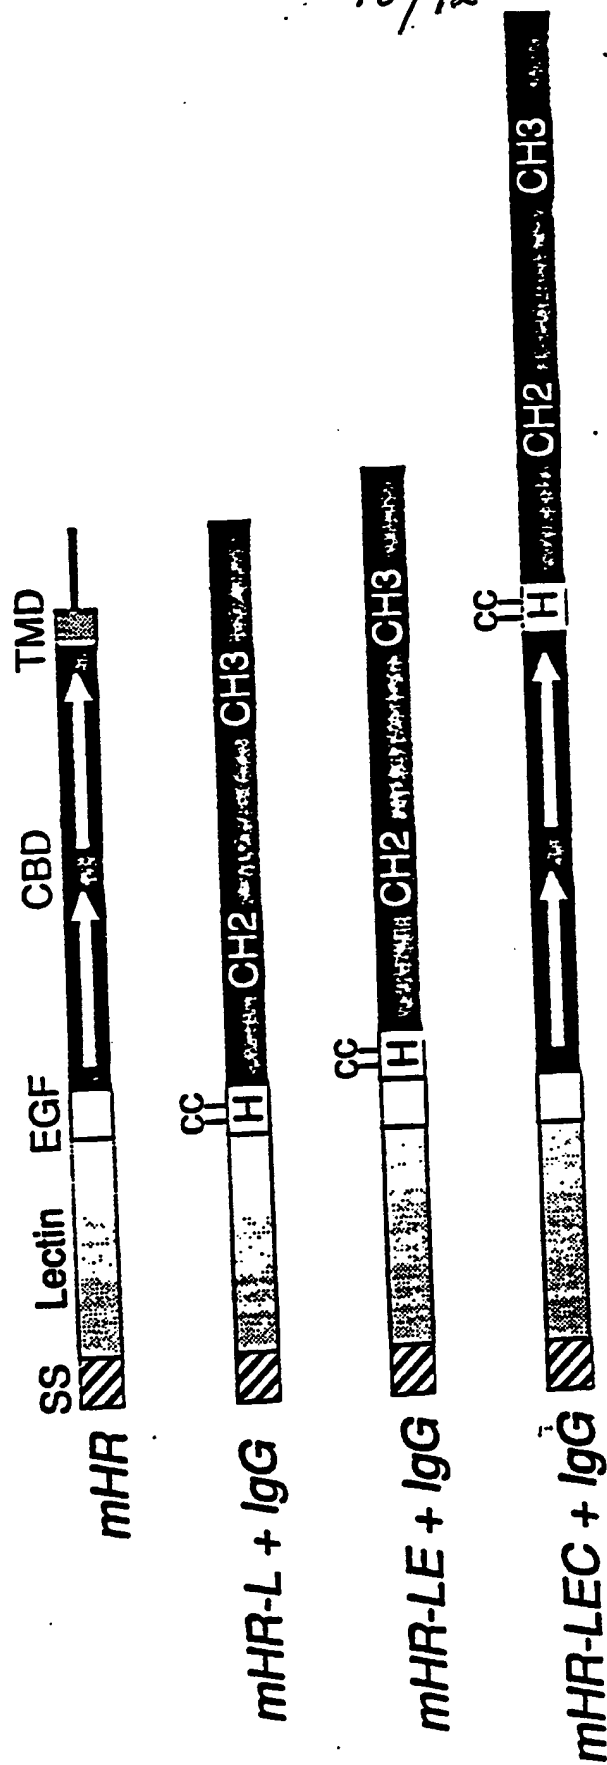 SS Lectin EGF CBD TMD
mHR
CC
H CH2 CH3
mHR-L + IgG
CC
H CH2 CH3
mHR-LE + IgG
CC
H CH2 CH3
mHR-LEC + IgG